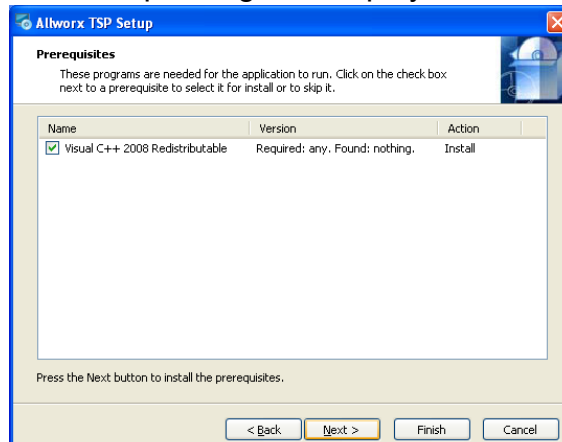 Allworx TSP Setup
Prerequisites
These programs are needed for the application to run. Click on the check box
next to a prerequisite to select it for install or to skip it.
Name Version Action
Visual C++ 2008 Redistributable Required: any. Found: nothing. Install
Press the Next button to install the prerequisites.
< Back Next > Finish Cancel